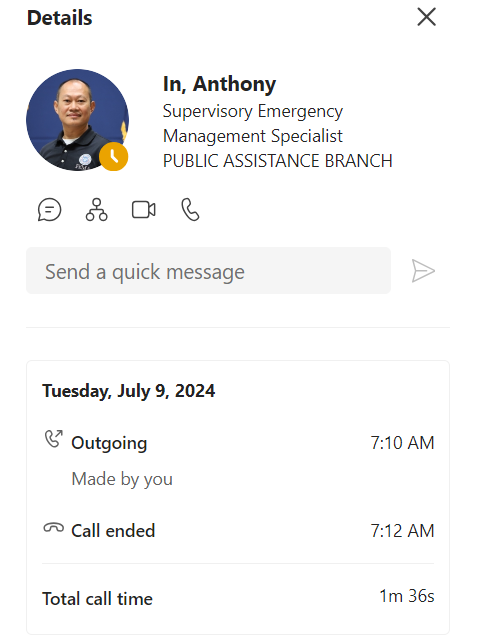 Details
In, Anthony
Supervisory Emergency
Management Specialist
PUBLIC ASSISTANCE BRANCH
Send a quick message
Tuesday, July 9, 2024
Outgoing 7:10 AM
Made by you
Call ended 7:12 AM
Total call time 1m 36s